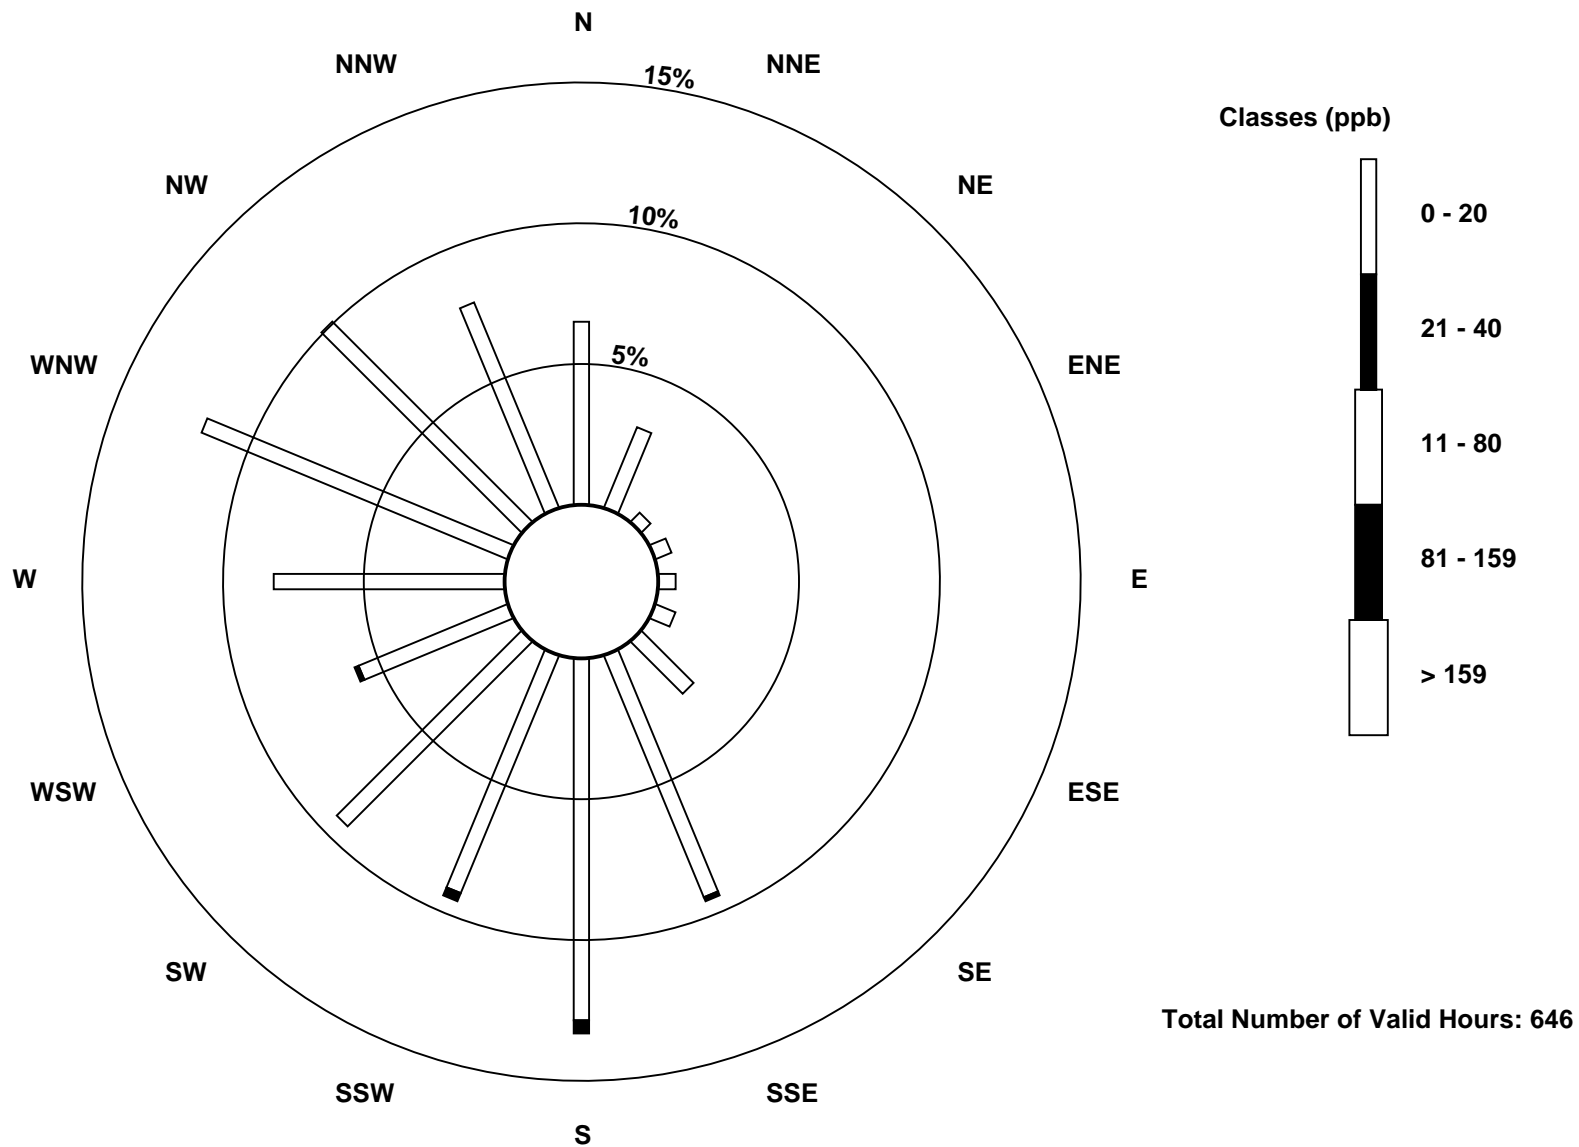 N
NNW
NNE
15%
Classes (ppb)
NW
NE
0 - 20
10%
21 - 40
5%
WNW
ENE
11 - 80
81 - 159
W
E
> 159
WSW
ESE
SW
SE
Total Number of Valid Hours: 646
SSW
SSE
S